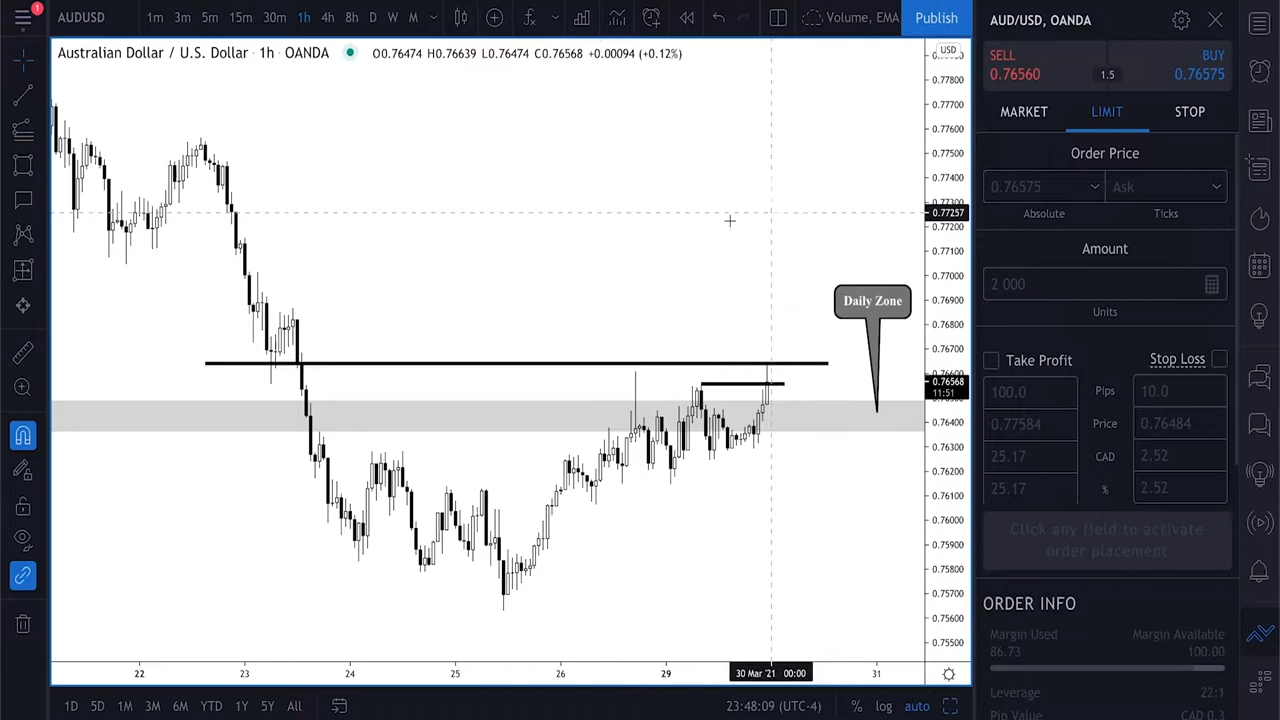 1
AUDUSD 1m 3m 5m 15m 30m 1h 4h 8h D W M Volume, EMA Publish
AUD/USD, OANDA
Australian Dollar / U.S. Dollar · 1h · OANDA O0.76474 H0.76639 L0.76474 C0.76568 +0.00094 (+0.12%)
USD
SELL BUY
0.76560 1.5 0.76575
MARKET LIMIT STOP
Order Price
0.76575 Ask
Absolute Ticks
Amount
2 000
Units
Take Profit Stop Loss
100.0 Pips 10.0
0.77584 Price 0.76484
25.17 CAD 2.52
25.17 % 2.52
Click any field to activate
order placement
ORDER INFO
Margin Used Margin Available
86.73 100.00
Leverage 22:1
Pip Value CAD 0.3
0.77800
0.77700
0.77600
0.77500
0.77400
0.77300
0.77257
0.77200
0.77100
0.77000
0.76900
0.76800
0.76700
0.76568
11:51
0.76400
0.76300
0.76200
0.76100
0.76000
0.75900
0.75800
0.75700
0.75600
0.75500
Daily Zone
22 23 24 25 26 29 30 Mar '21 00:00 31
1D 5D 1M 3M 6M YTD 1Y 5Y All 23:48:09 (UTC-4) % log auto